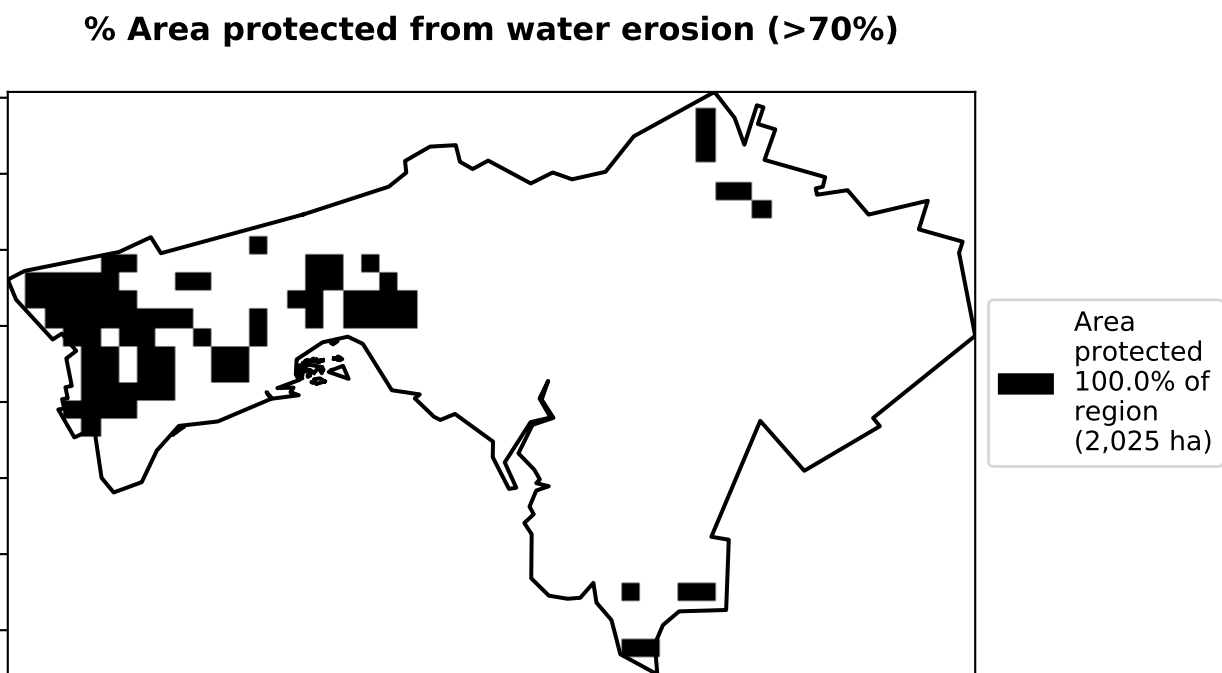 % Area protected from water erosion (>70%)
Area
protected
100.0% of
region
(2,025 ha)